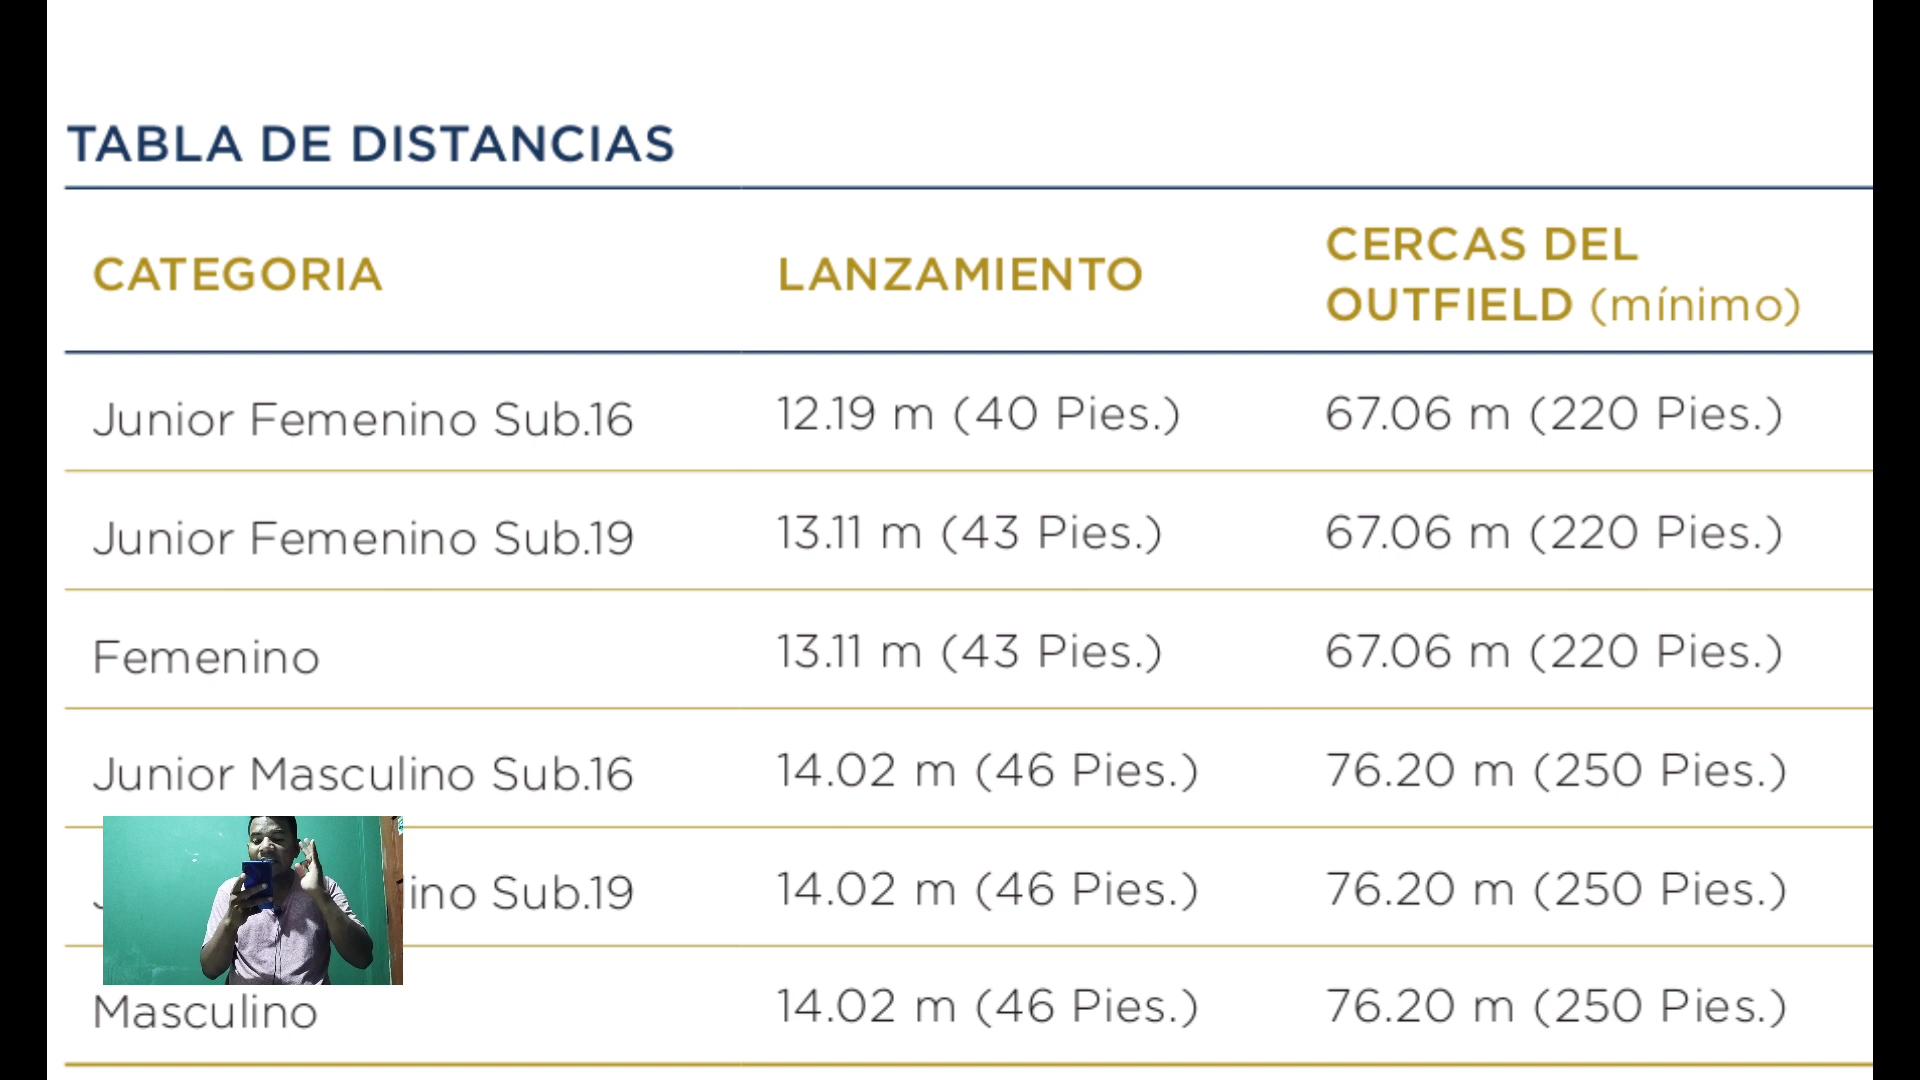 TABLA DE DISTANCIAS
CATEGORIA LANZAMIENTO CERCAS DEL
OUTFIELD (mínimo)
Junior Femenino Sub.16 12.19 m (40 Pies.) 67.06 m (220 Pies.)
Junior Femenino Sub.19 13.11 m (43 Pies.) 67.06 m (220 Pies.)
Femenino 13.11 m (43 Pies.) 67.06 m (220 Pies.)
Junior Masculino Sub.16 14.02 m (46 Pies.) 76.20 m (250 Pies.)
Sub.19 14.02 m (46 Pies.) 76.20 m (250 Pies.)
Masculino 14.02 m (46 Pies.) 76.20 m (250 Pies.)